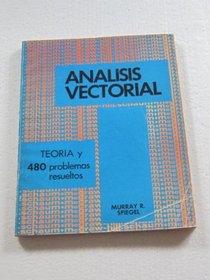 ANALISIS
VECTORIAL
TEORIA y
480 problemas
resueltos
MURRAY R.
SPIEGEL